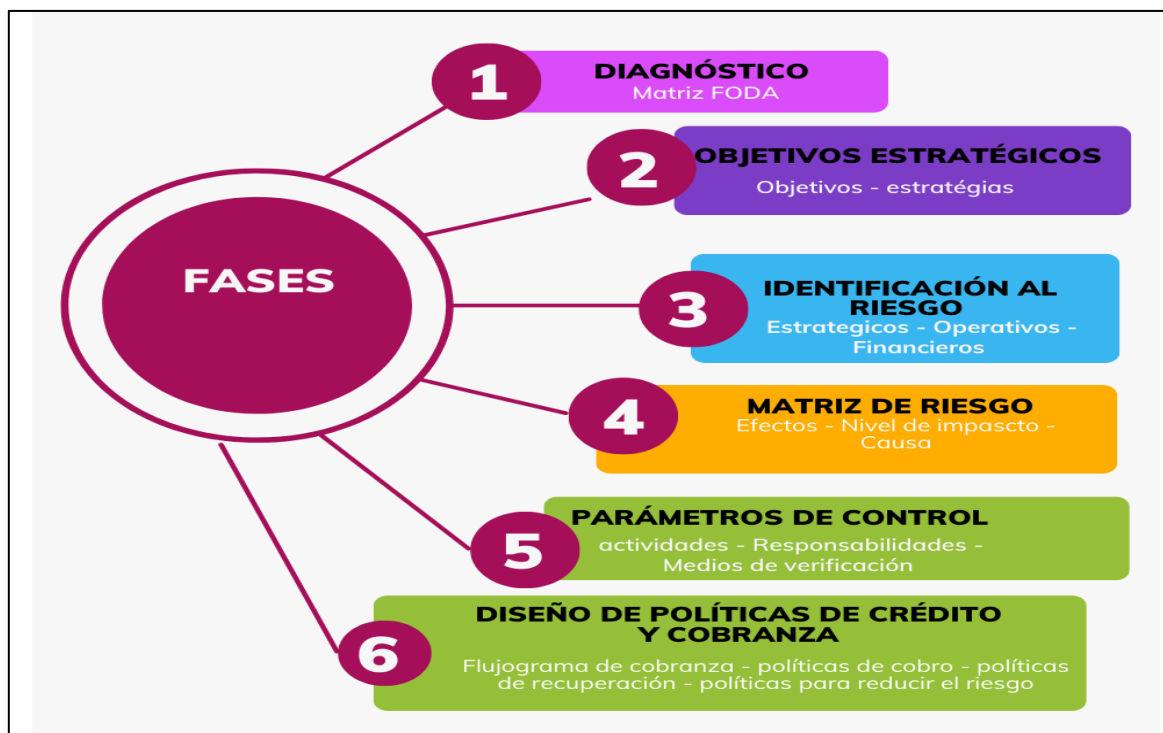 FASES
1
DIAGNÓSTICO
Matriz FODA
2
OBJETIVOS ESTRATÉGICOS
Objetivos - estratégias
3
IDENTIFICACIÓN AL
RIESGO
Estrategicos - Operativos -
Financieros
4
MATRIZ DE RIESGO
Efectos - Nivel de impascto -
Causa
5
PARÁMETROS DE CONTROL
actividades - Responsabilidades -
Medios de verificación
6
DISEÑO DE POLÍTICAS DE CRÉDITO
Y COBRANZA
Flujograma de cobranza - políticas de cobro - políticas
de recuperación - políticas para reducir el riesgo